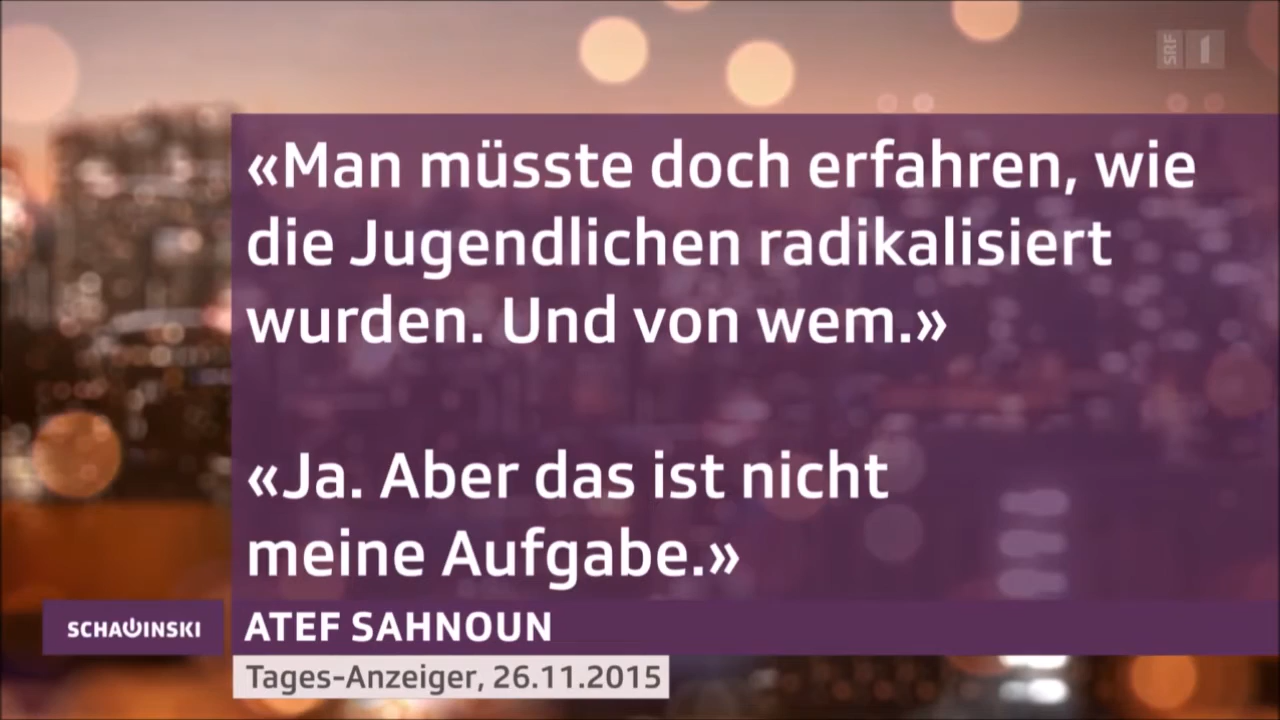 SRF 1
«Man müsste doch erfahren, wie
die Jugendlichen radikalisiert
wurden. Und von wem.»
«Ja. Aber das ist nicht
meine Aufgabe.»
SCHAWINSKI
ATEF SAHNOUN
Tages-Anzeiger, 26.11.2015